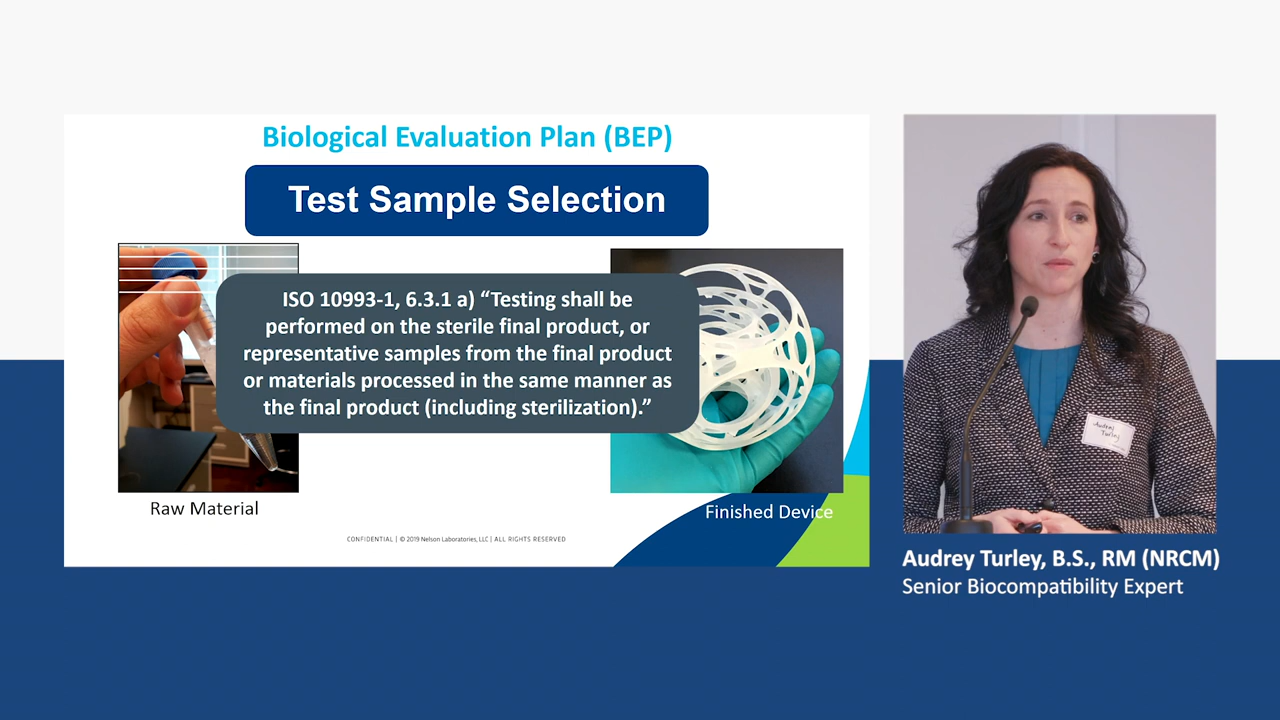 Biological Evaluation Plan (BEP)
Test Sample Selection
ISO 10993-1, 6.3.1 a) “Testing shall be
performed on the sterile final product, or
representative samples from the final product
or materials processed in the same manner as
the final product (including sterilization).”
Raw Material
Finished Device
CONFIDENTIAL | © 2019 Nelson Laboratories, LLC | ALL RIGHTS RESERVED
Audrey
Turley
Audrey Turley, B.S., RM (NRCM)
Senior Biocompatibility Expert